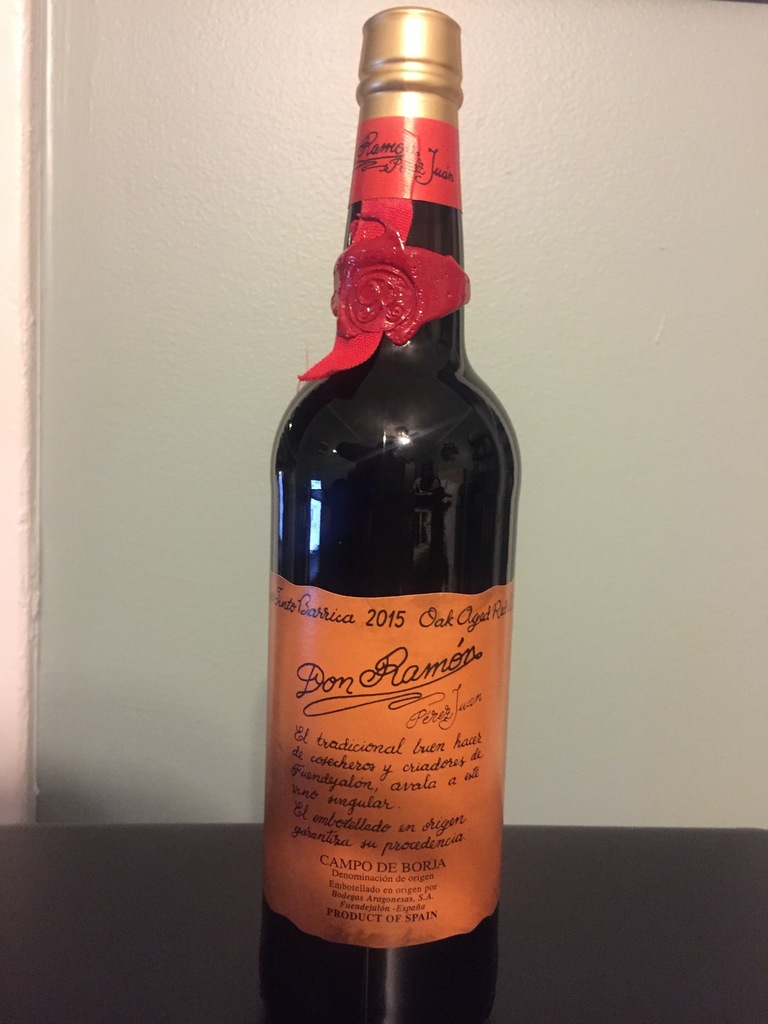 Ramón
Pérez Juán
Tinto Barrica 2015 Oak Aged Red
Don Ramón
Pérez Juan
El tradicional buen hacer
de cosecheros y criadores de
Fuendejalón, avala a este
vino singular.
El embotellado en origen
garantiza su procedencia.
CAMPO DE BORJA
Denominación de origen
Embotellado en origen por
Bodegas Aragonesas, S.A.
Fuendejalón -España
PRODUCT OF SPAIN